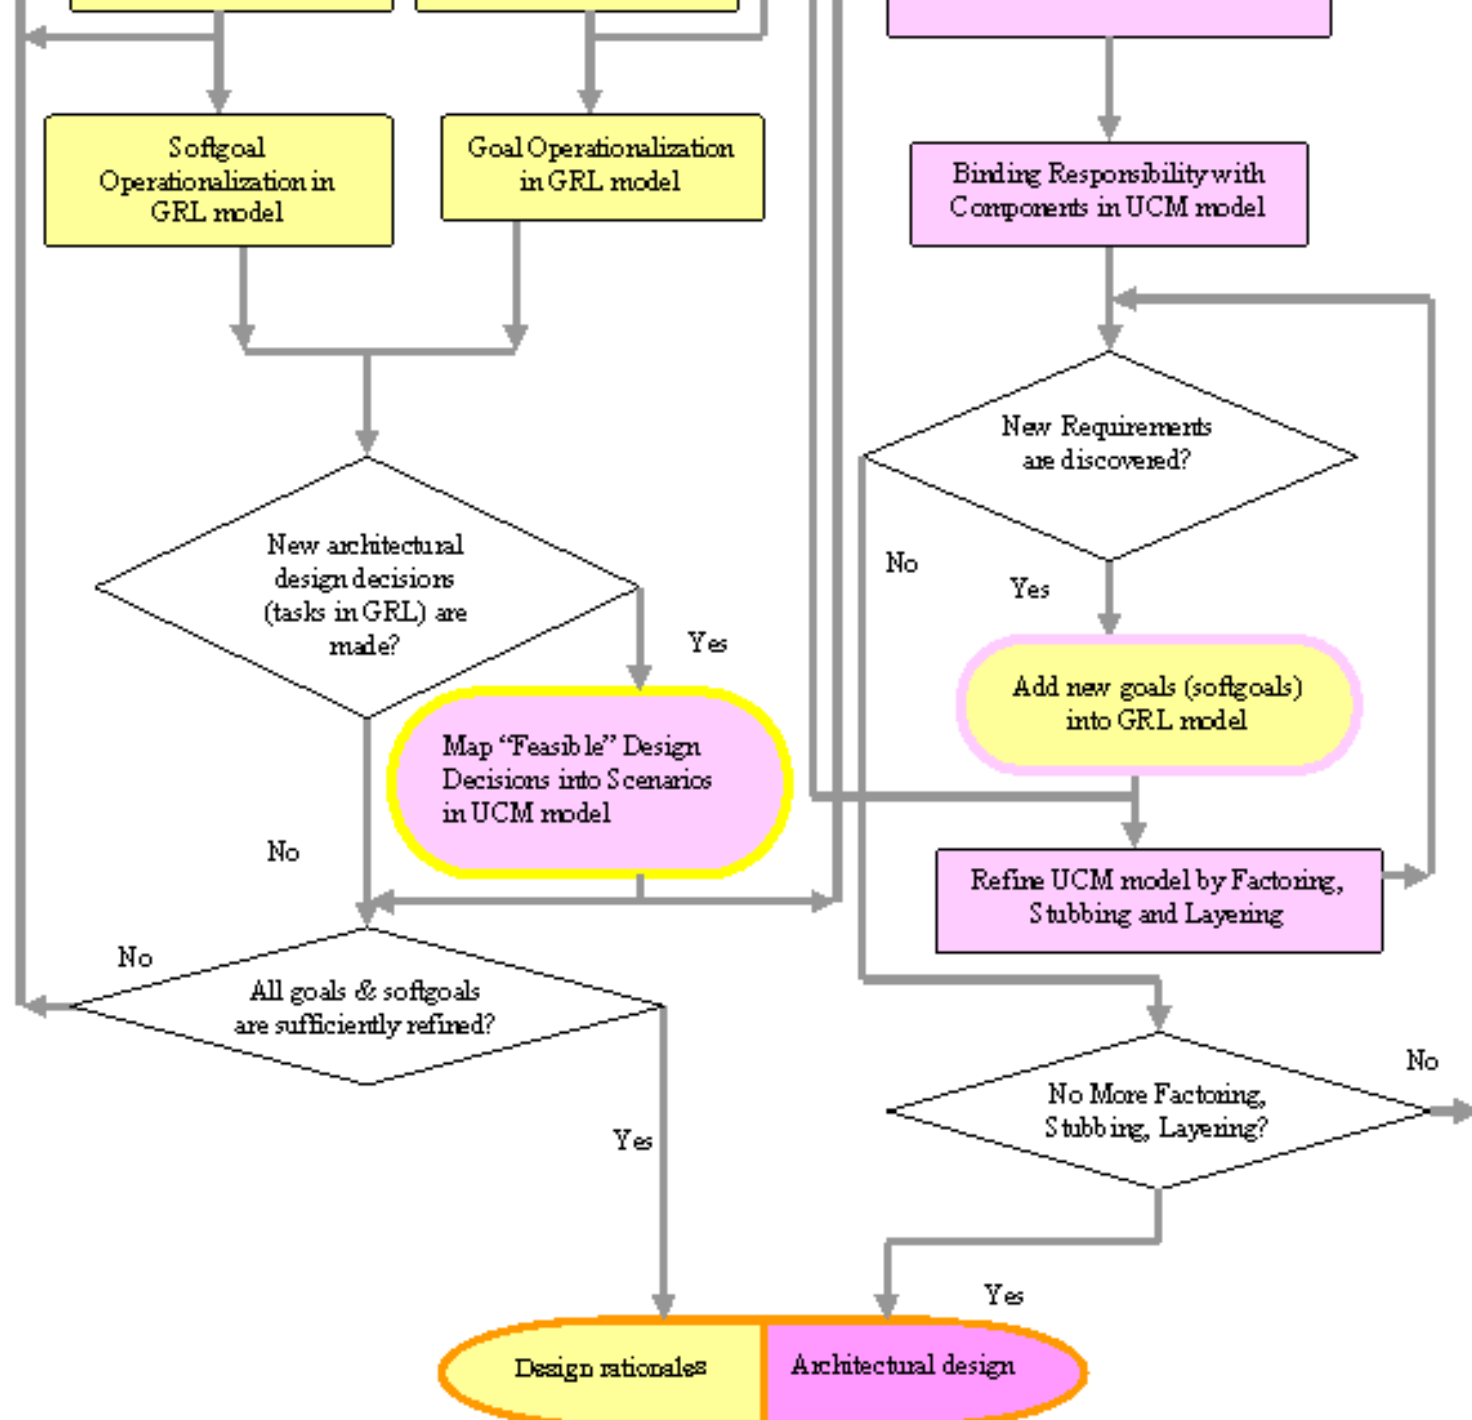 Softgoal
Operationalization in
GRL model
Goal Operationalization
in GRL model
Binding Responsibility with
Components in UCM model
New Requirements
are discovered?
No
Yes
New architectural
design decisions
(tasks in GRL) are
made?
Yes
Add new goals (softgoals)
into GRL model
Map “Feasible” Design
Decisions into Scenarios
in UCM model
No
Refine UCM model by Factoring,
Stubbing and Layering
No
All goals & softgoals
are sufficiently refined?
No
No More Factoring,
Stubbing, Layering?
Yes
Yes
Design rationales
Architectural design